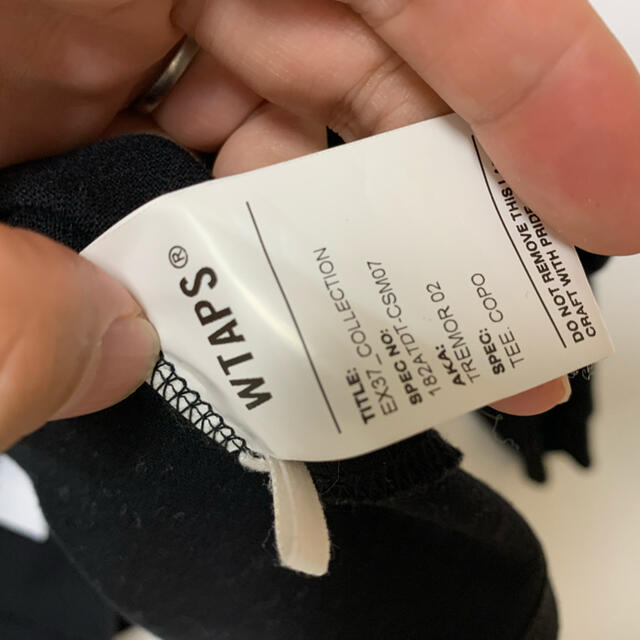 WTAPS®
TITLE:
EX37_COLLECTION
SPEC NO:
182ATDT-CSM07
AKA:
TREMOR 02
SPEC:
TEE: COPO
DO NOT REMOVE THIS
CRAFT WITH PRIDE